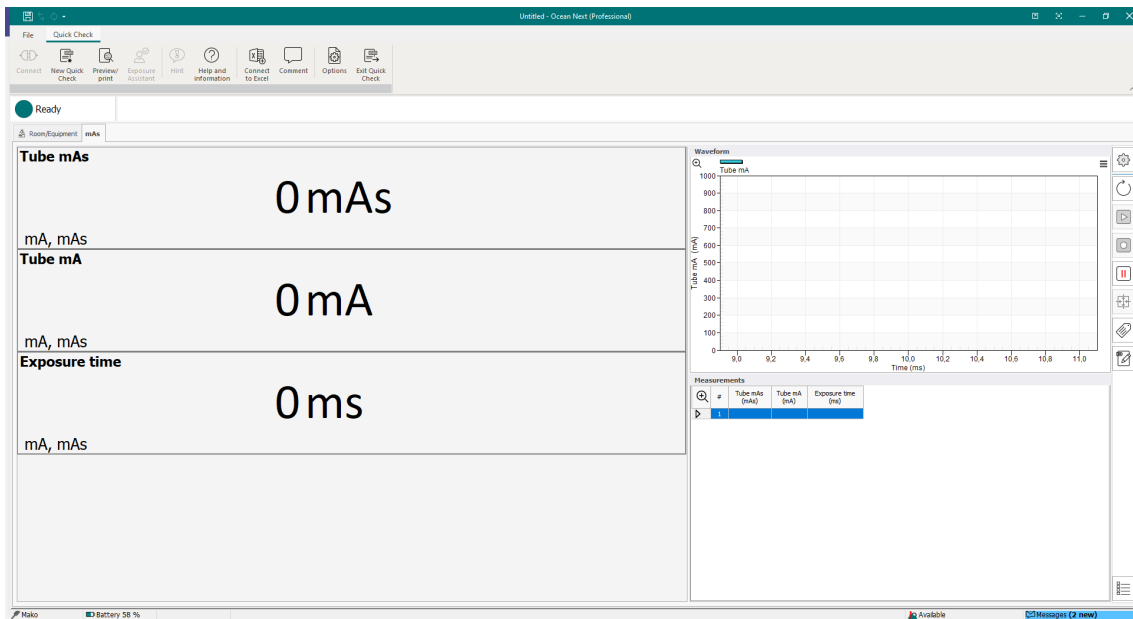 Untitled - Ocean Next (Professional)
File Quick Check
Connect New Quick Check Preview/ print Exposure Assistant Hint Help and information Connect to Excel Comment Options Exit Quick Check
Ready
Room/Equipment mAs
Tube mAs
0 mAs
mA, mAs
Tube mA
0 mA
mA, mAs
Exposure time
0 ms
mA, mAs
Waveform
Tube mA
1000
900
800
700
600
500
400
300
200
100
0
Tube mA (mA)
9,0 9,2 9,4 9,6 9,8 10,0 10,2 10,4 10,6 10,8 11,0
Time (ms)
Measurements
# Tube mAs (mAs) Tube mA (mA) Exposure time (ms)
1
Mako Battery 58 % Available Messages (2 new)